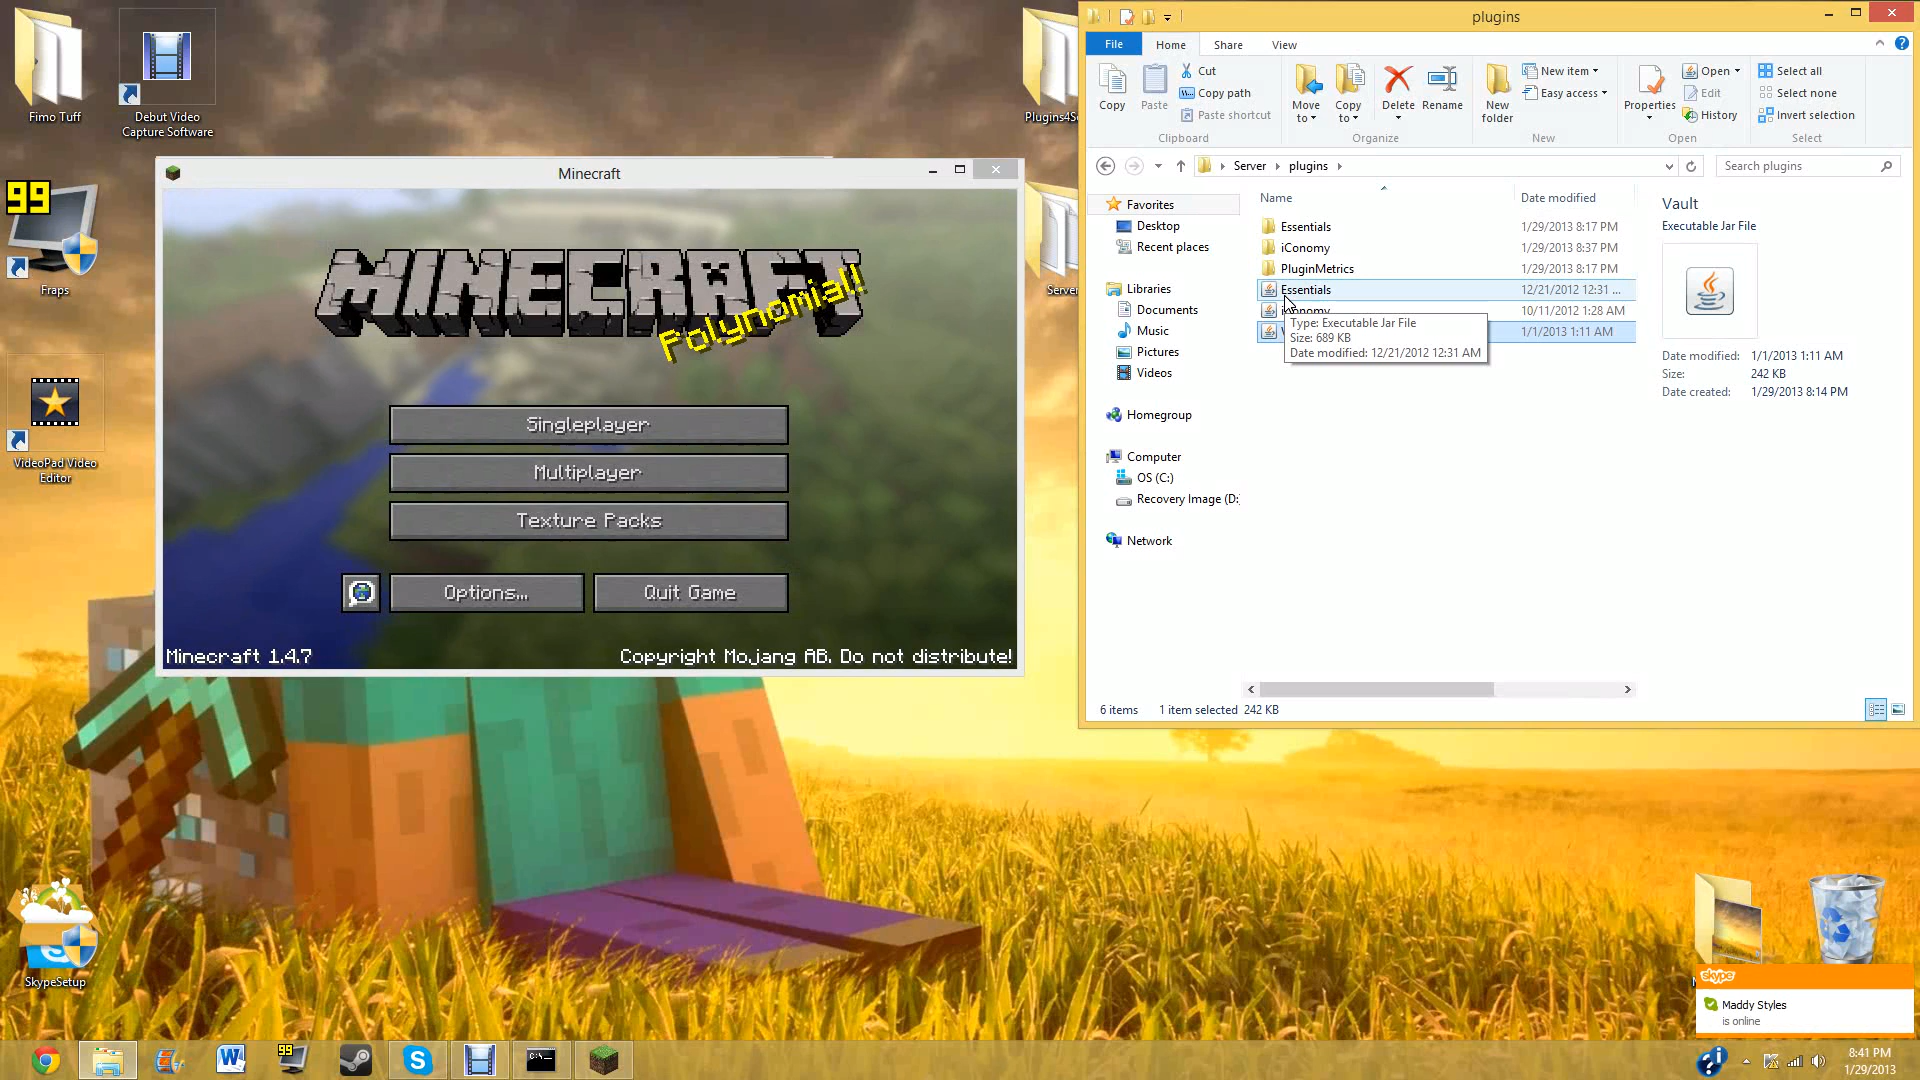 Fimo Tuff
Debut Video
Capture Software
99
Fraps
VideoPad Video
Editor
SkypeSetup
Plugins4Se
Server
Minecraft
MINECRAFT
Polynomial!
Singleplayer
Multiplayer
Texture Packs
Options...
Quit Game
Minecraft 1.4.7
Copyright Mojang AB. Do not distribute!
plugins
File
Home
Share
View
Copy
Paste
Cut
Copy path
Paste shortcut
Clipboard
Move
to
Copy
to
Delete
Rename
Organize
New
folder
New item
Easy access
New
Properties
Open
Edit
History
Open
Select all
Select none
Invert selection
Select
Server
plugins
Search plugins
Favorites
Desktop
Recent places
Libraries
Documents
Music
Pictures
Videos
Homegroup
Computer
OS (C:)
Recovery Image (D:
Network
Name
Date modified
Essentials
1/29/2013 8:17 PM
iConomy
1/29/2013 8:37 PM
PluginMetrics
1/29/2013 8:17 PM
Essentials
12/21/2012 12:31 ...
iConomy
10/11/2012 1:28 AM
1/1/2013 1:11 AM
Type: Executable Jar File
Size: 689 KB
Date modified: 12/21/2012 12:31 AM
Vault
Executable Jar File
Date modified: 1/1/2013 1:11 AM
Size: 242 KB
Date created: 1/29/2013 8:14 PM
6 items
1 item selected 242 KB
skype
Maddy Styles
is online
99
8:41 PM
1/29/2013